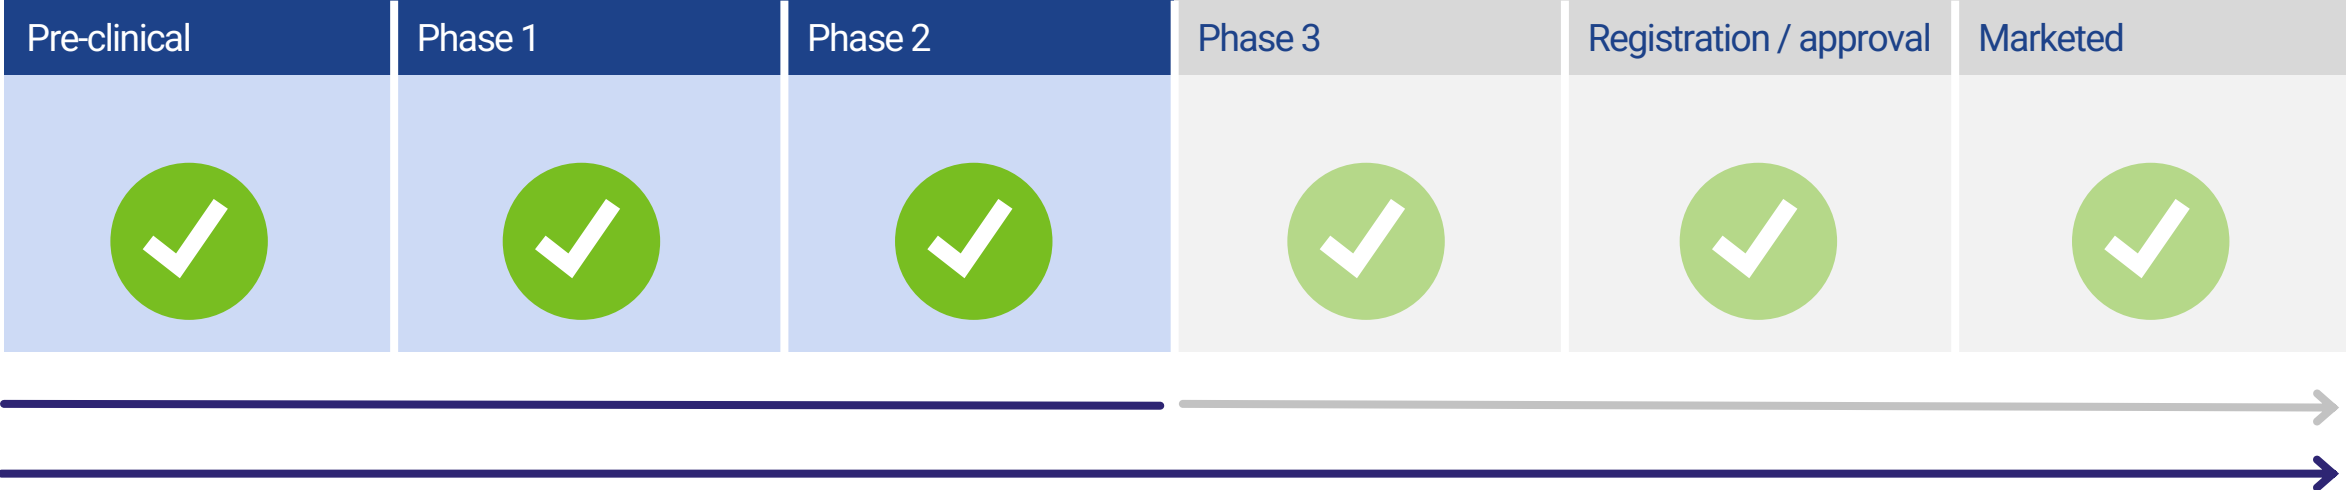 Pre-clinical
Phase 1
Phase 2
Phase 3
Registration / approval
Marketed